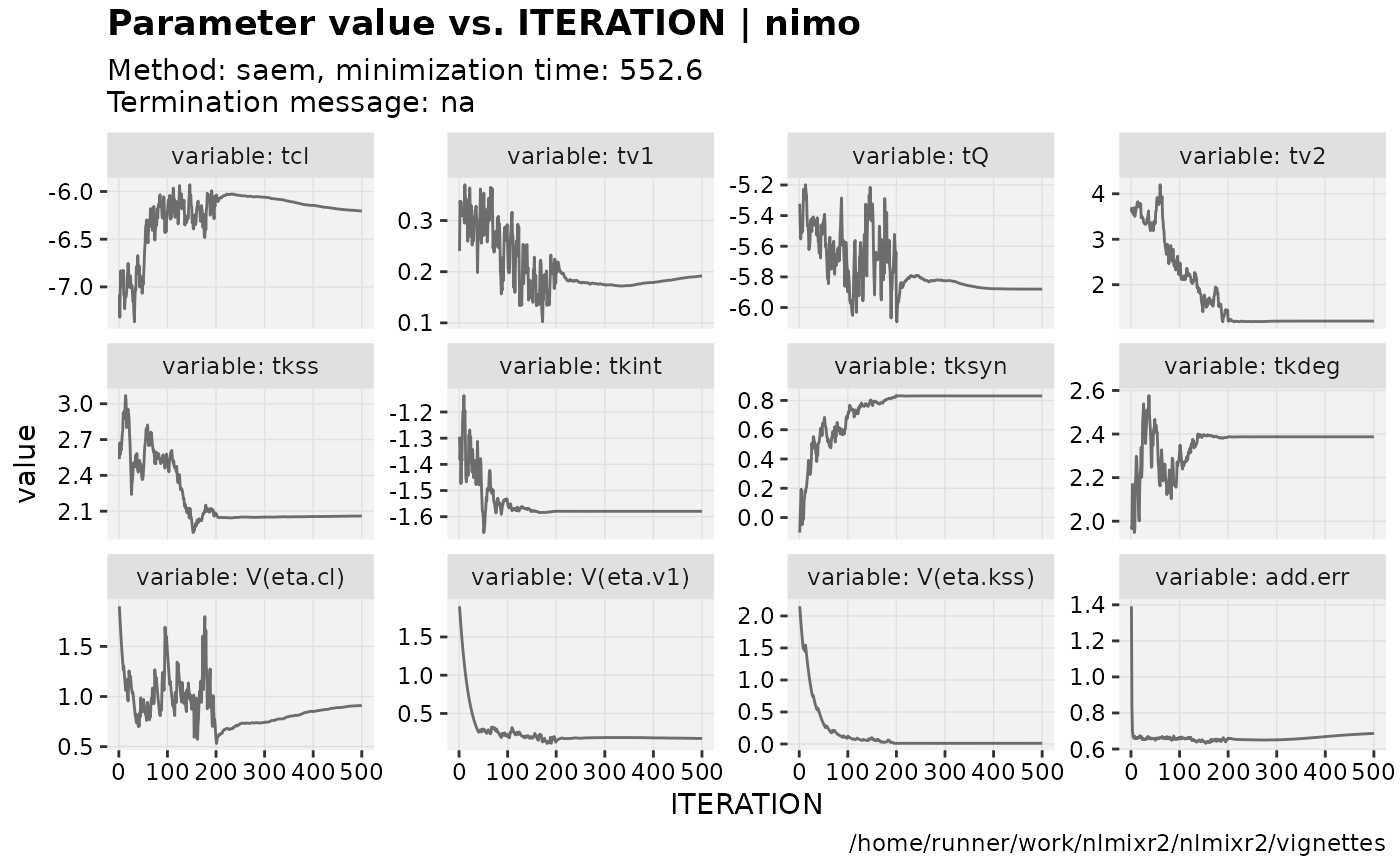 Parameter value vs. ITERATION | nimo
Method: saem, minimization time: 552.6
Termination message: na
variable: tcl
variable: tv1
variable: tQ
variable: tv2
-6.0
-6.5
-7.0
0.3
0.2
0.1
-5.2
-5.4
-5.6
-5.8
-6.0
4
3
2
variable: tkss
variable: tkint
variable: tksyn
variable: tkdeg
3.0
2.7
2.4
2.1
-1.2
-1.3
-1.4
-1.5
-1.6
0.8
0.6
0.4
0.2
0.0
2.6
2.4
2.2
2.0
value
variable: V(eta.cl)
variable: V(eta.v1)
variable: V(eta.kss)
variable: add.err
1.5
1.0
0.5
1.5
1.0
0.5
2.0
1.5
1.0
0.5
0.0
1.4
1.2
1.0
0.8
0.6
0 100 200 300 400 500
0 100 200 300 400 500
0 100 200 300 400 500
0 100 200 300 400 500
ITERATION
/home/runner/work/nlmixr2/nlmixr2/vignettes